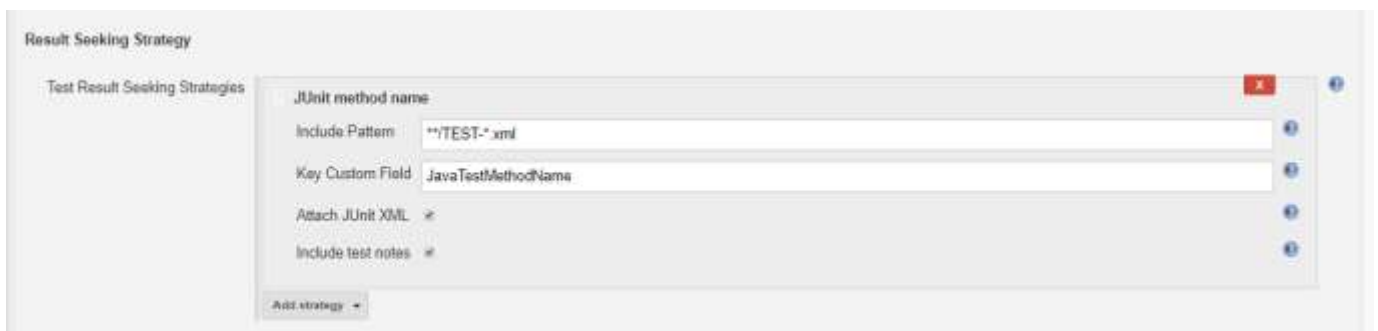 Result Seeking Strategy
Test Result Seeking Strategies
JUnit method name
X
Include Pattern **/TEST-*.xml
Key Custom Field JavaTestMethodName
Attach JUnit XML
Include test notes
Add strategy